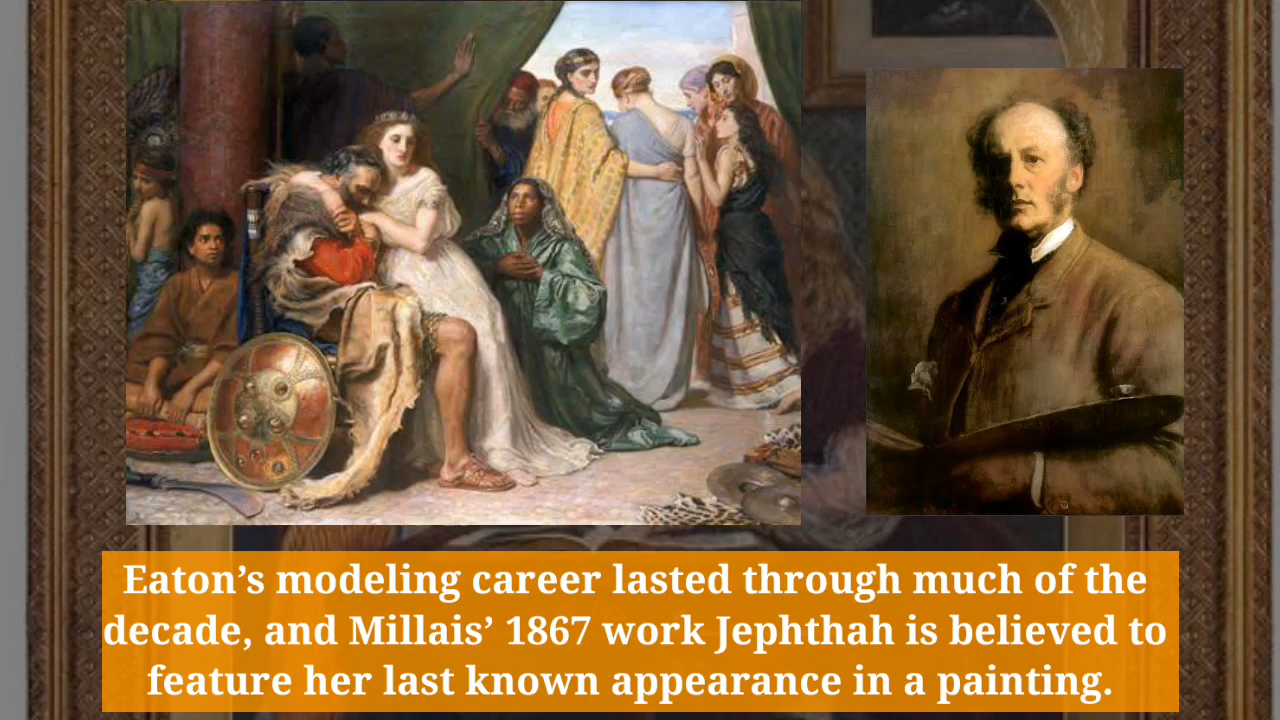 Eaton’s modeling career lasted through much of the
decade, and Millais’ 1867 work Jephthah is believed to
feature her last known appearance in a painting.